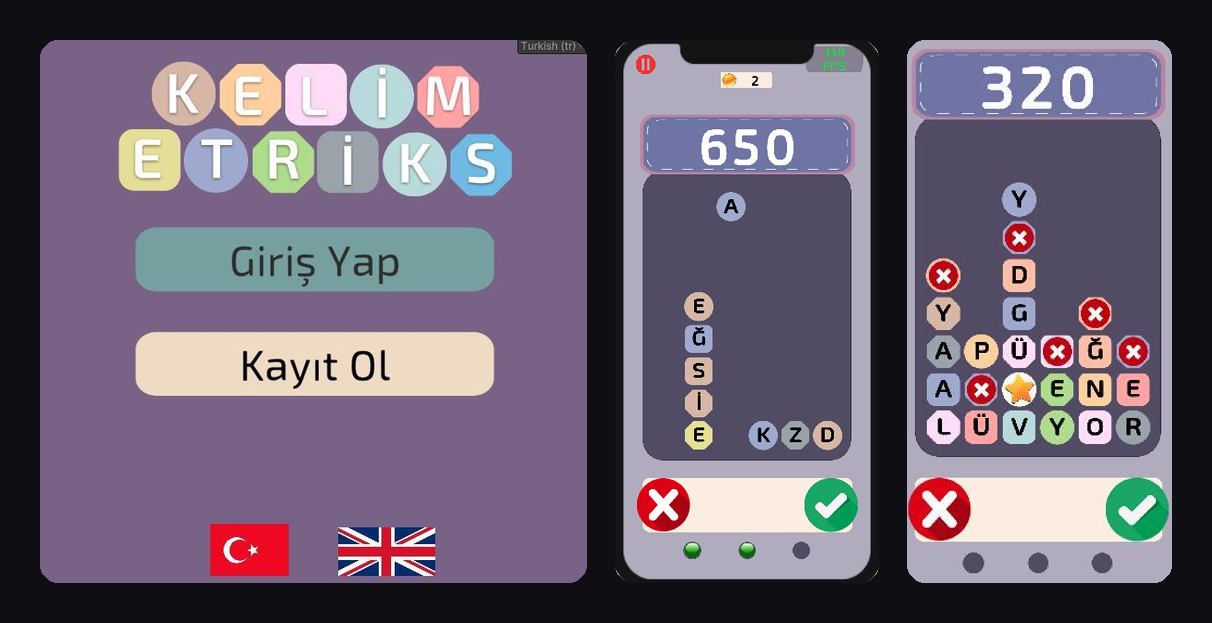 Turkish (tr)
KELİM
ETRİKS
Giriş Yap
Kayıt Ol
2
650
A
E
Ğ
S
İ
E K Z D
320
Y
D
Y G
A P Ü Ğ
A E N E
L Ü V Y O R